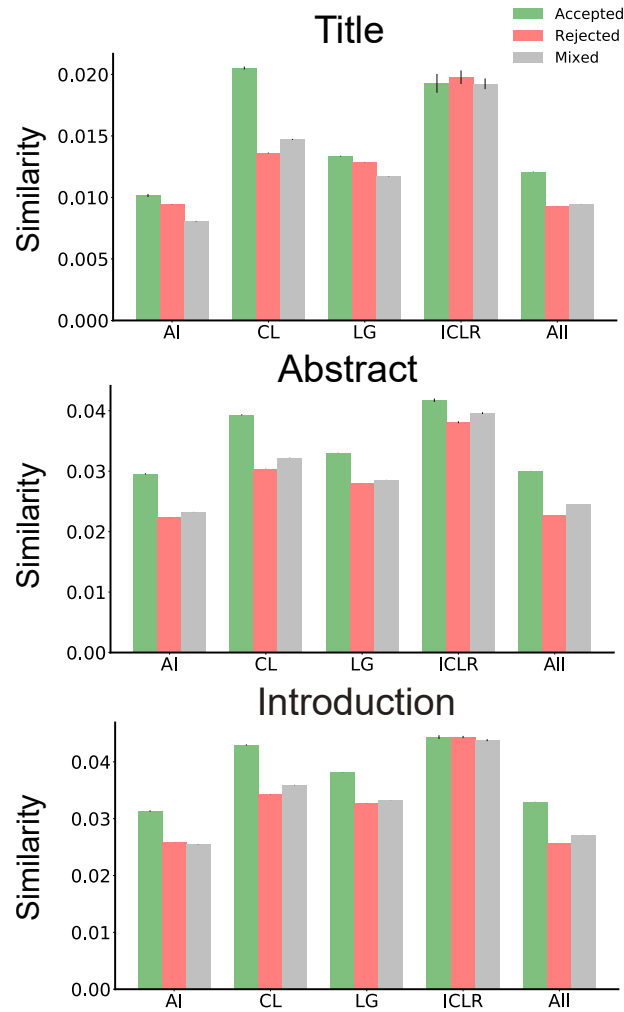 Title
Accepted
Rejected
Mixed
Similarity
0.020
0.015
0.010
0.005
0.000
AI CL LG ICLR All
Abstract
Similarity
0.04
0.03
0.02
0.01
0.00
AI CL LG ICLR All
Introduction
Similarity
0.04
0.03
0.02
0.01
0.00
AI CL LG ICLR All